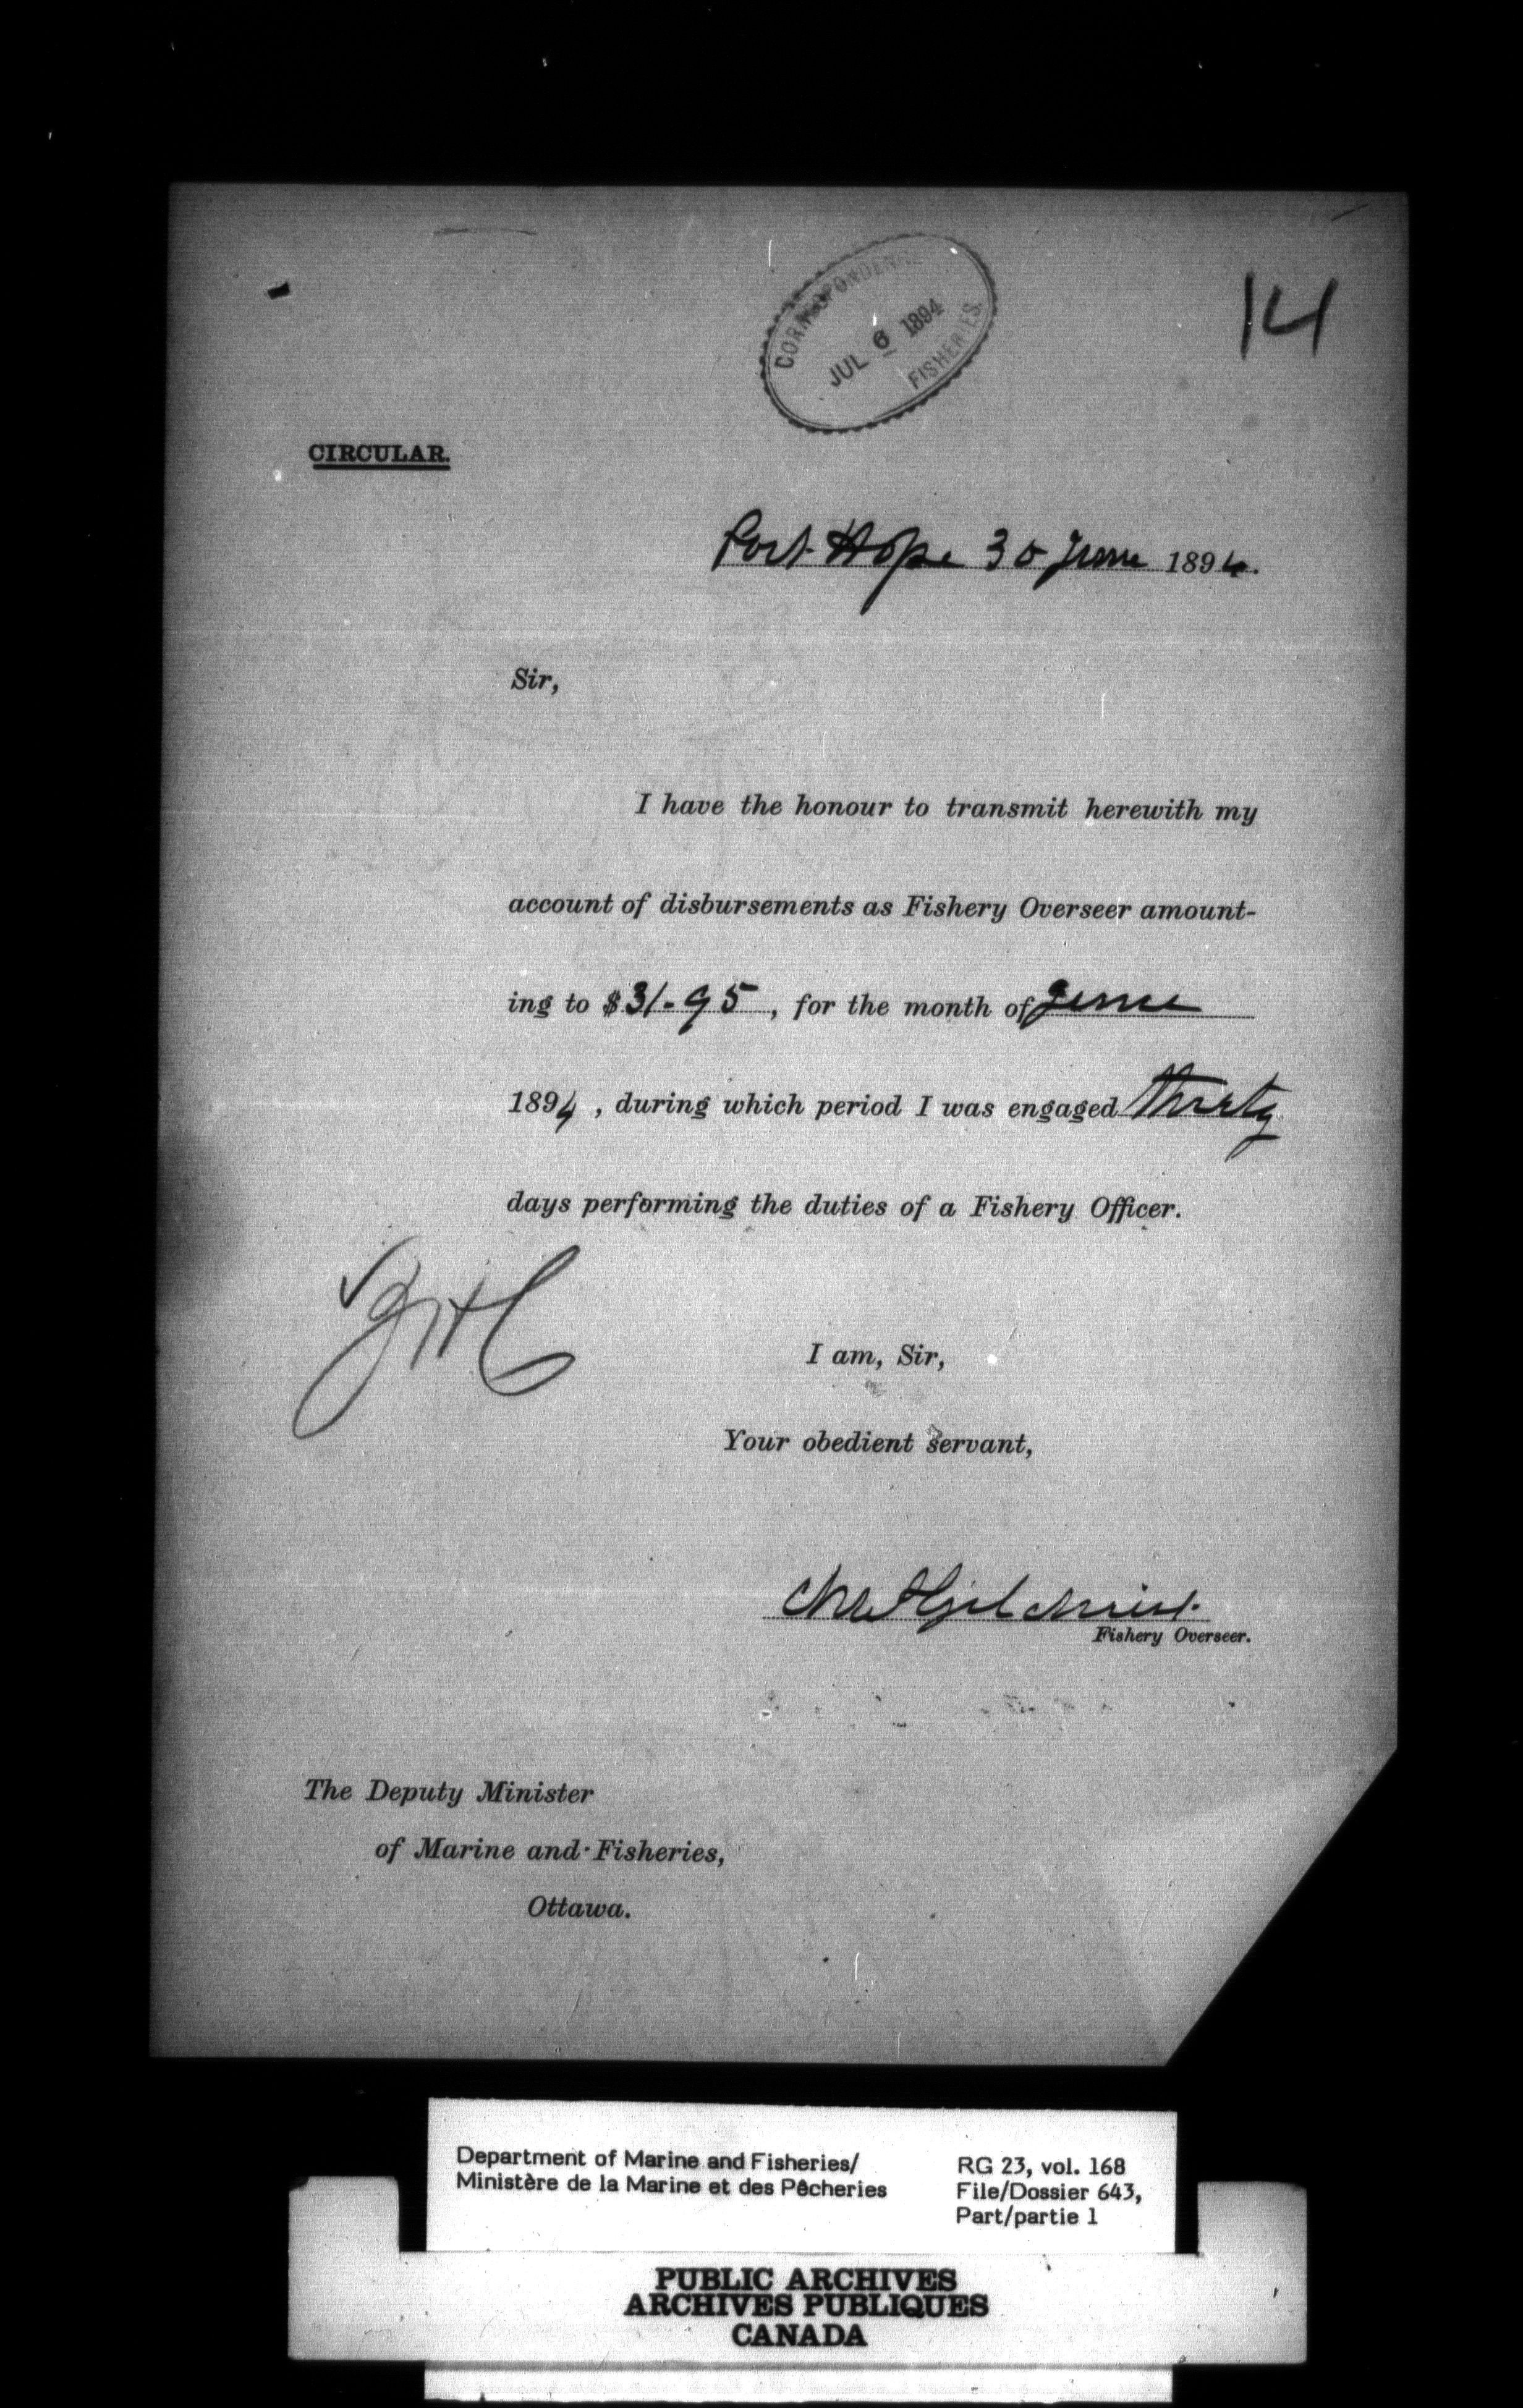 CORRESPONDENCE
JUL 6 1894
FISHERIES.
14
CIRCULAR.
Port Hope 30 June 1894.
Sir,
I have the honour to transmit herewith my
account of disbursements as Fishery Overseer amount-
ing to $31-95, for the month of June
1894, during which period I was engaged Thirty
days performing the duties of a Fishery Officer.
I am, Sir,
Your obedient servant,
Gilchrist
Fishery Overseer.
The Deputy Minister
of Marine and Fisheries,
Ottawa.
Department of Marine and Fisheries/
Ministère de la Marine et des Pêcheries
RG 23, vol. 168
File/Dossier 643,
Part/partie 1
PUBLIC ARCHIVES
ARCHIVES PUBLIQUES
CANADA